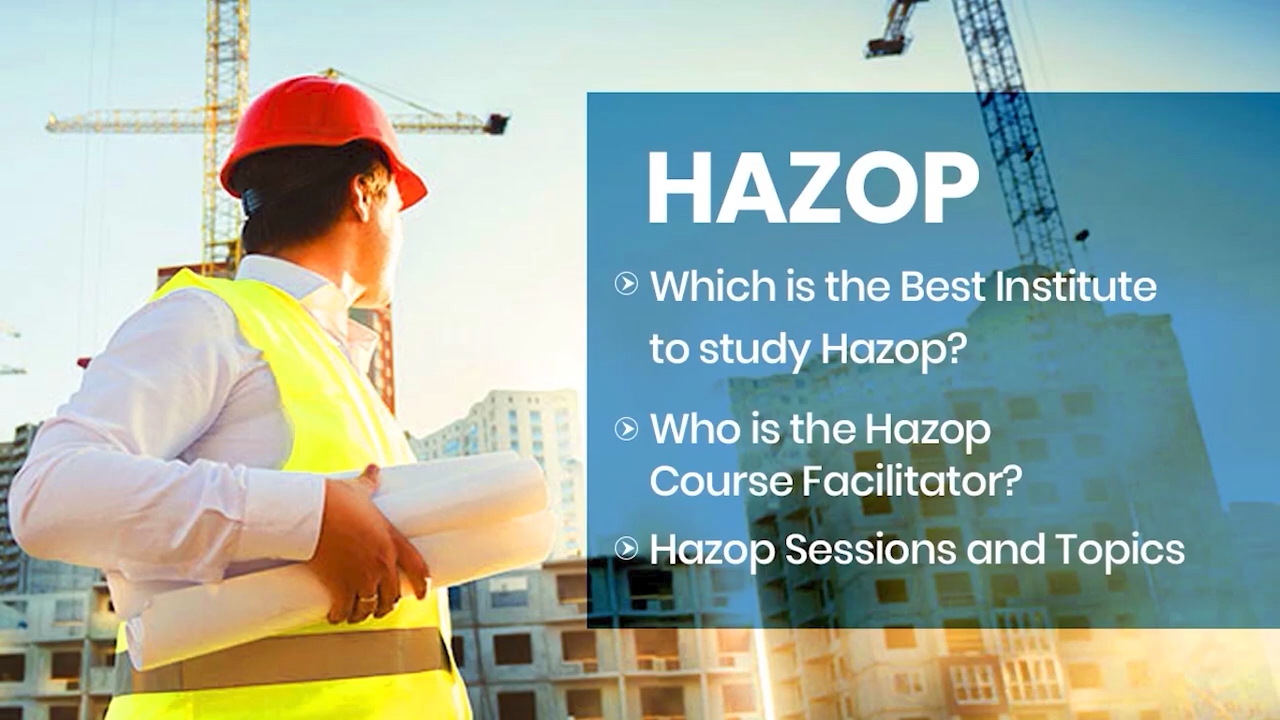 HAZOP
Which is the Best Institute
to study Hazop?
Who is the Hazop
Course Facilitator?
Hazop Sessions and Topics